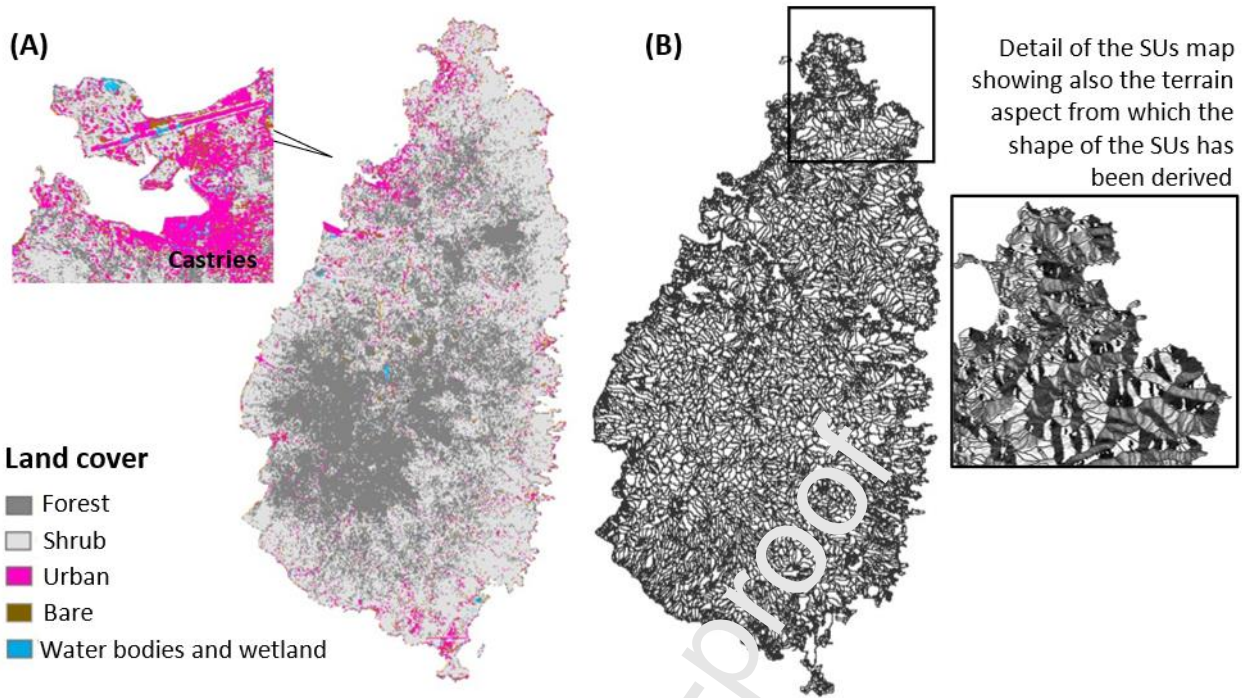 (A)
Castries
Land cover
Forest
Shrub
Urban
Bare
Water bodies and wetland
(B)
Detail of the SUs map
showing also the terrain
aspect from which the
shape of the SUs has
been derived
rproof